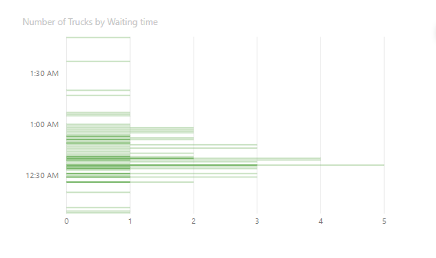 Number of Trucks by Waiting time
1:30 AM
1:00 AM
12:30 AM
0 1 2 3 4 5